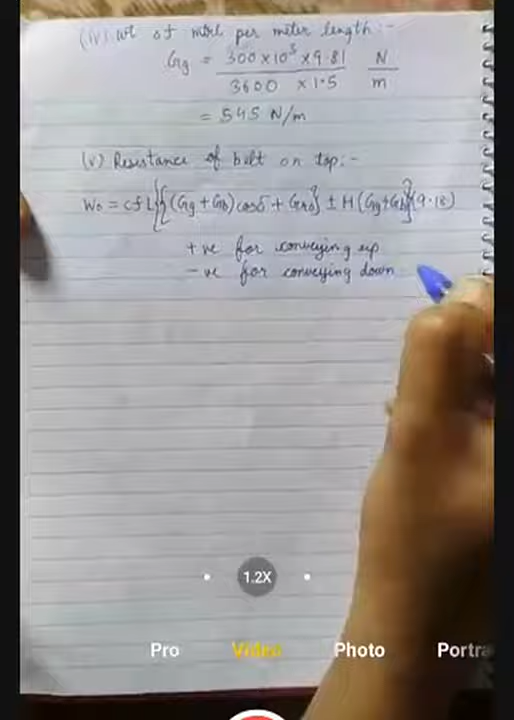 (iv) wt of mtrl per meter length:-
Gg = 300 x 10³ x 9.81 / 3600 x 1.5 N/m
= 545 N/m
(v) Resistance of belt on top:-
Wo = c f L {[(Gg + Gb) cosδ + Gro] ± H (Gg + Gb)} (9.18)
+ve for conveying up
-ve for conveying down
1.2X
Pro Video Photo Portra